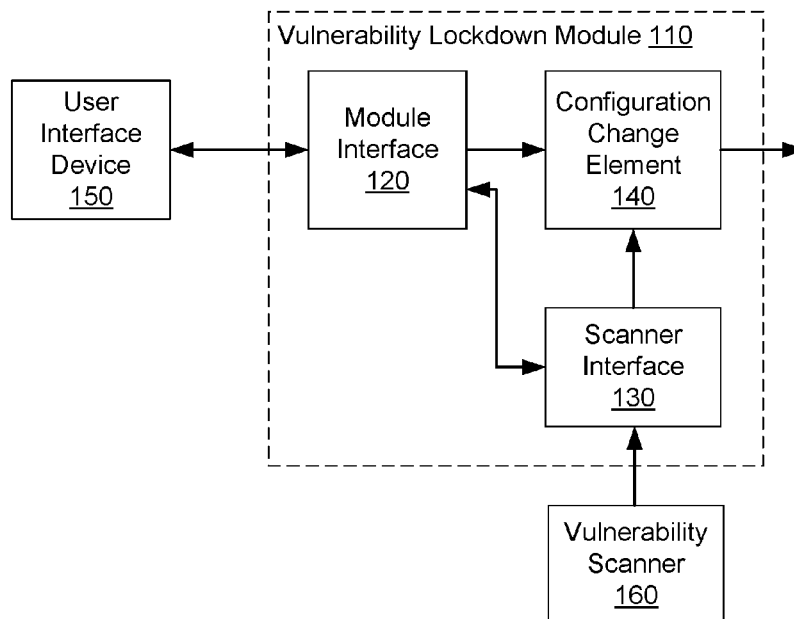 Vulnerability Lockdown Module 110
User
Interface
Device
150
Module
Interface
120
Configuration
Change
Element
140
Scanner
Interface
130
Vulnerability
Scanner
160